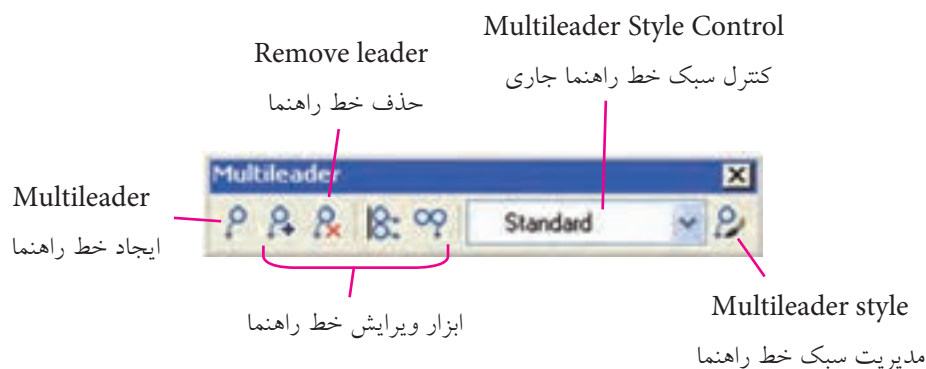 Multileader Style Control
کنترل سبک خط راهنما جاری
Remove leader
حذف خط راهنما
Multileader
Multileader
ایجاد خط راهنما
Standard
ابزار ویرایش خط راهنما
Multileader style
مدیریت سبک خط راهنما